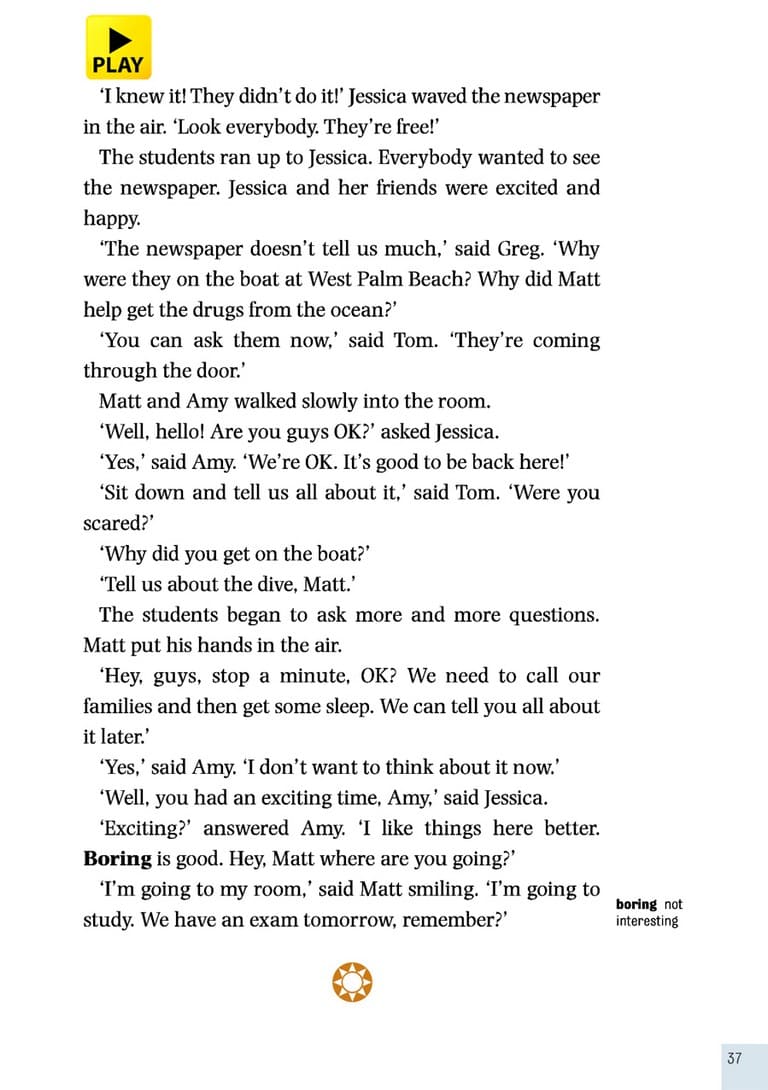 PLAY
‘I knew it! They didn’t do it!’ Jessica waved the newspaper
in the air. ‘Look everybody. They’re free!’
The students ran up to Jessica. Everybody wanted to see
the newspaper. Jessica and her friends were excited and
happy.
‘The newspaper doesn’t tell us much,’ said Greg. ‘Why
were they on the boat at West Palm Beach? Why did Matt
help get the drugs from the ocean?’
‘You can ask them now,’ said Tom. ‘They’re coming
through the door.’
Matt and Amy walked slowly into the room.
‘Well, hello! Are you guys OK?’ asked Jessica.
‘Yes,’ said Amy. ‘We’re OK. It’s good to be back here!’
‘Sit down and tell us all about it,’ said Tom. ‘Were you
scared?’
‘Why did you get on the boat?’
‘Tell us about the dive, Matt.’
The students began to ask more and more questions.
Matt put his hands in the air.
‘Hey, guys, stop a minute, OK? We need to call our
families and then get some sleep. We can tell you all about
it later.’
‘Yes,’ said Amy. ‘I don’t want to think about it now.’
‘Well, you had an exciting time, Amy,’ said Jessica.
‘Exciting?’ answered Amy. ‘I like things here better.
Boring is good. Hey, Matt where are you going?’
‘I’m going to my room,’ said Matt smiling. ‘I’m going to
study. We have an exam tomorrow, remember?’
boring not
interesting
37